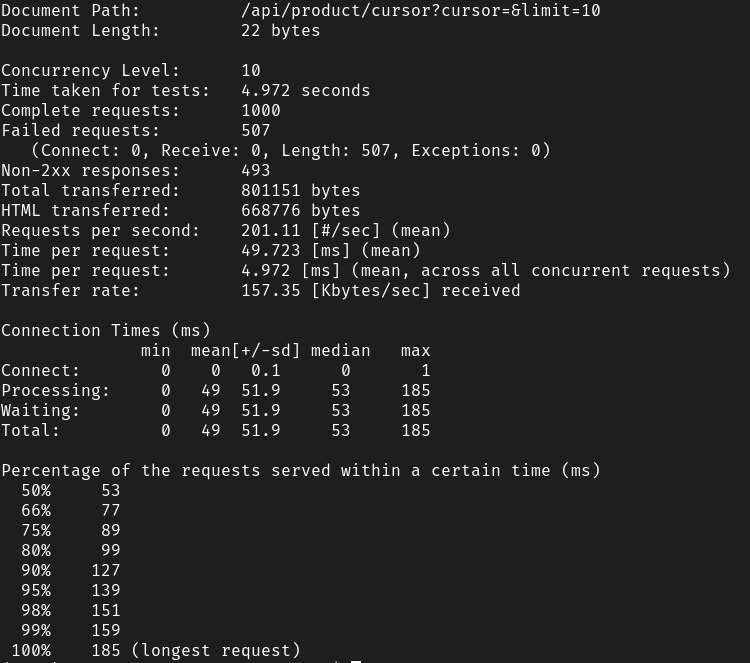 Document Path:          /api/product/cursor?cursor=&limit=10
Document Length:        22 bytes
Concurrency Level:      10
Time taken for tests:   4.972 seconds
Complete requests:      1000
Failed requests:        507
   (Connect: 0, Receive: 0, Length: 507, Exceptions: 0)
Non-2xx responses:      493
Total transferred:      801151 bytes
HTML transferred:       668776 bytes
Requests per second:    201.11 [#/sec] (mean)
Time per request:       49.723 [ms] (mean)
Time per request:       4.972 [ms] (mean, across all concurrent requests)
Transfer rate:          157.35 [Kbytes/sec] received
Connection Times (ms)
              min  mean[+/-sd] median   max
Connect:        0    0   0.1      0       1
Processing:     0   49  51.9     53     185
Waiting:        0   49  51.9     53     185
Total:          0   49  51.9     53     185
Percentage of the requests served within a certain time (ms)
  50%     53
  66%     77
  75%     89
  80%     99
  90%    127
  95%    139
  98%    151
  99%    159
 100%    185 (longest request)